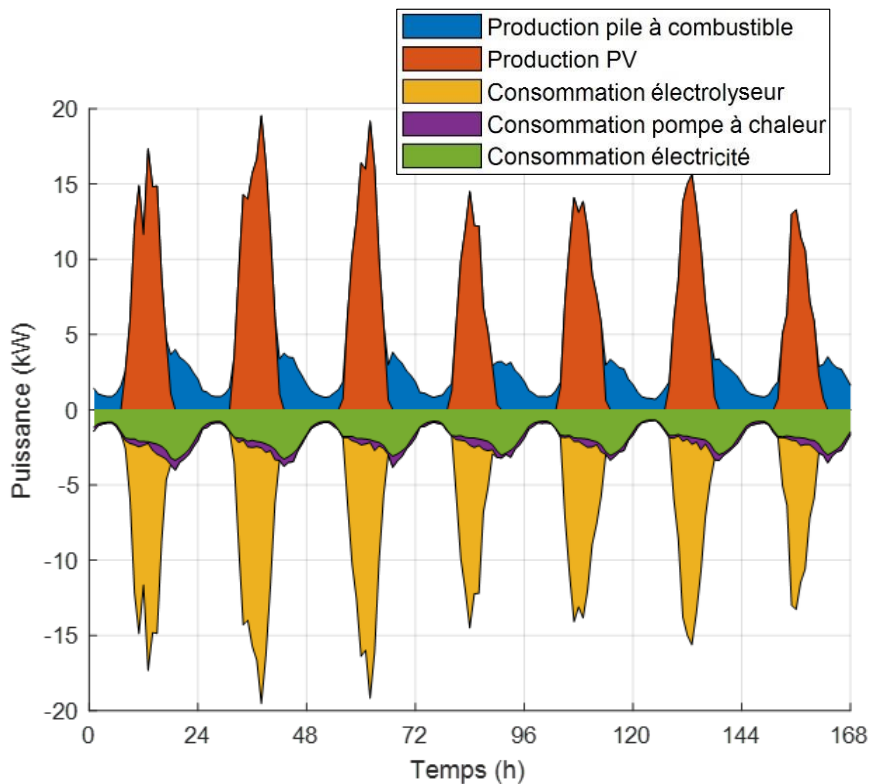 Production pile à combustible
Production PV
Consommation électrolyseur
Consommation pompe à chaleur
Consommation électricité
20
15
10
5
0
-5
-10
-15
-20
Puissance (kW)
0 24 48 72 96 120 144 168
Temps (h)